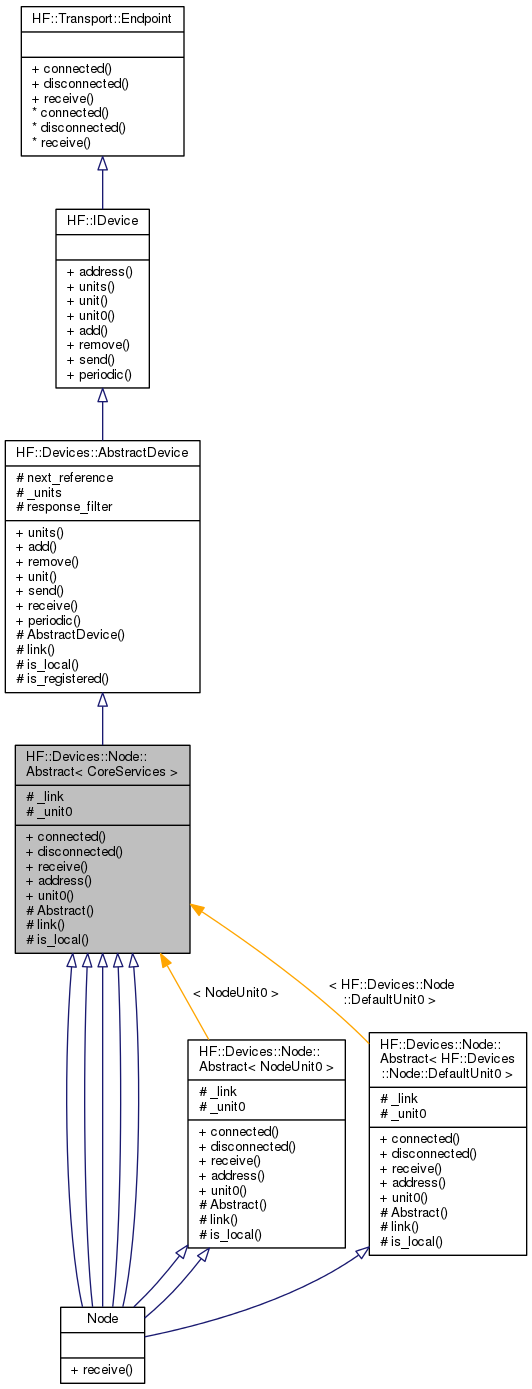 HF::Transport::Endpoint
+ connected()
+ disconnected()
+ receive()
* connected()
* disconnected()
* receive()
HF::IDevice
+ address()
+ units()
+ unit()
+ unit0()
+ add()
+ remove()
+ send()
+ periodic()
HF::Devices::AbstractDevice
# next_reference
# _units
# response_filter
+ units()
+ add()
+ remove()
+ unit()
+ send()
+ receive()
+ periodic()
# AbstractDevice()
# link()
# is_local()
# is_registered()
HF::Devices::Node::
Abstract< CoreServices >
# _link
# _unit0
+ connected()
+ disconnected()
+ receive()
+ address()
+ unit0()
# Abstract()
# link()
# is_local()
< NodeUnit0 >
< HF::Devices::Node
::DefaultUnit0 >
HF::Devices::Node::
Abstract< NodeUnit0 >
# _link
# _unit0
+ connected()
+ disconnected()
+ receive()
+ address()
+ unit0()
# Abstract()
# link()
# is_local()
HF::Devices::Node::
Abstract< HF::Devices
::Node::DefaultUnit0 >
# _link
# _unit0
+ connected()
+ disconnected()
+ receive()
+ address()
+ unit0()
# Abstract()
# link()
# is_local()
Node
+ receive()